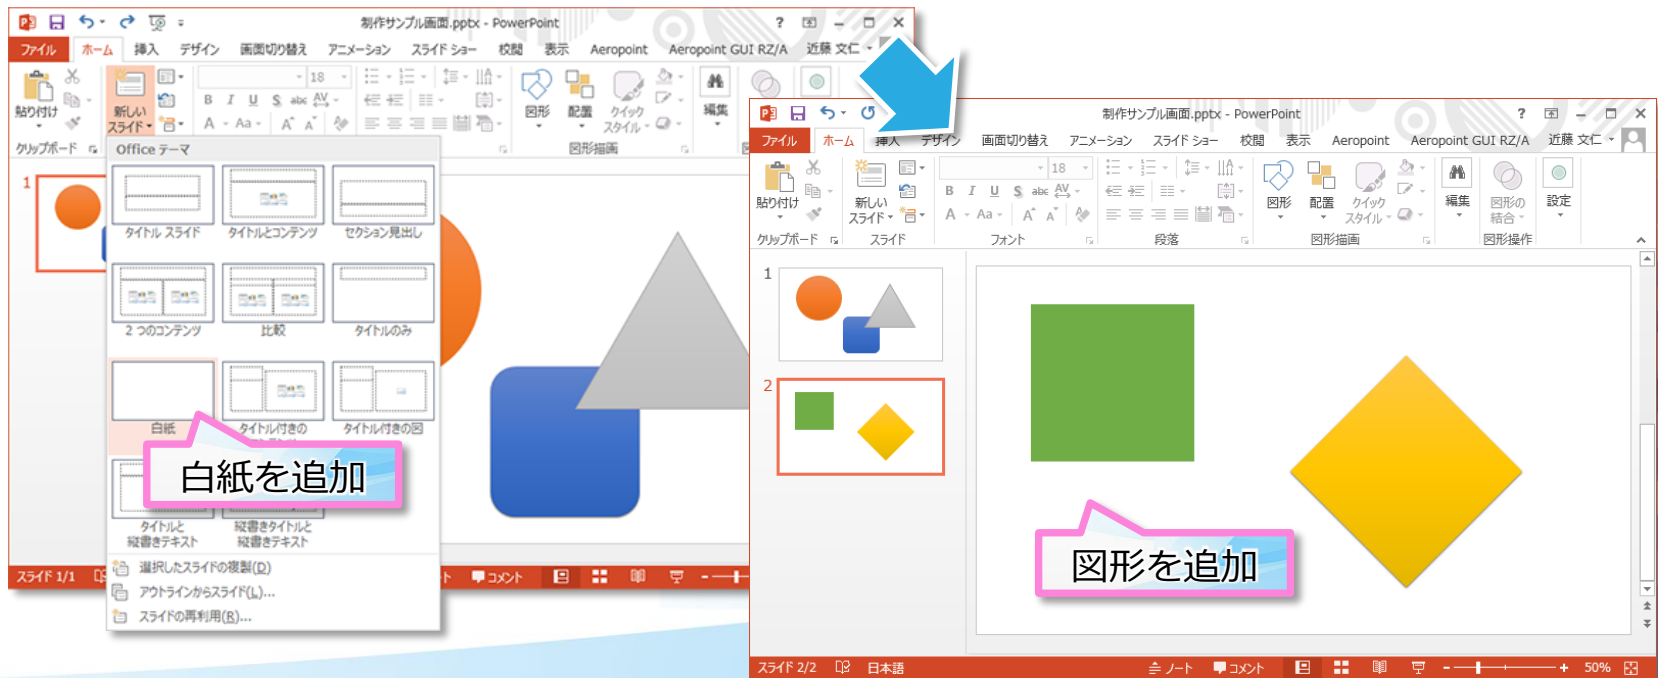 制作サンプル画面.pptx - PowerPoint
ファイル ホーム 挿入 デザイン 画面切り替え アニメーション スライド ショー 校閲 表示 Aeropoint Aeropoint GUI RZ/A 近藤 文仁
18
B I U S abc AV
A Aa A A
貼り付け
新しい
スライド
図形 配置 クイック
スタイル
編集
クリップボード
図形描画
Office テーマ
タイトル スライド タイトルとコンテンツ セクション見出し
2 つのコンテンツ 比較 タイトルのみ
白紙 タイトル付きの タイトル付きの図
白紙を追加
タイトルと
縦書きテキスト
縦書きタイトルと
縦書きテキスト
選択したスライドの複製(D)
アウトラインからスライド(L)...
スライドの再利用(R)...
1
スライド 1/1
コメント
制作サンプル画面.pptx - PowerPoint
ファイル ホーム 挿入 デザイン 画面切り替え アニメーション スライド ショー 校閲 表示 Aeropoint Aeropoint GUI RZ/A 近藤 文仁
18
B I U S abc AV
A Aa A A
貼り付け
新しい
スライド
図形 配置 クイック
スタイル
編集
図形の
結合
設定
クリップボード スライド フォント 段落 図形描画 図形操作
1
2
図形を追加
スライド 2/2 日本語 ノート コメント 50%